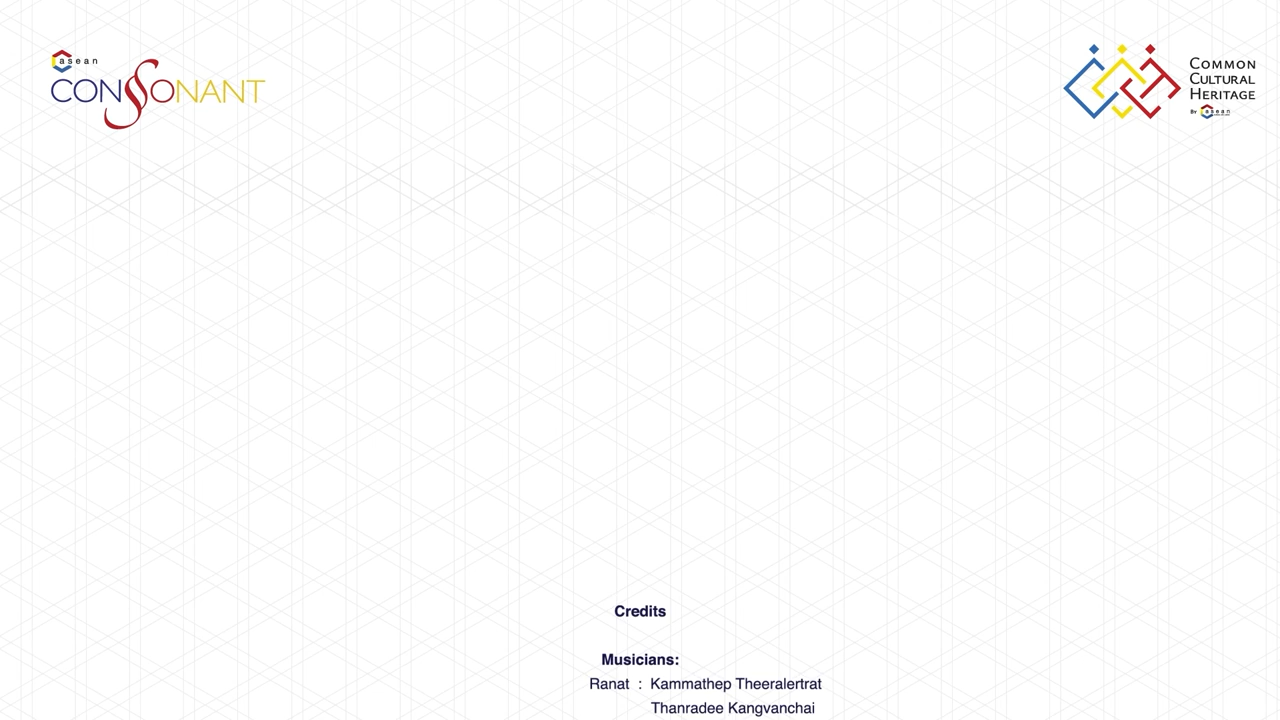 asean
CONSONANT
COMMON
CULTURAL
HERITAGE
BY asean
Credits
Musicians:
Ranat : Kammathep Theeralertrat
Thanradee Kangvanchai